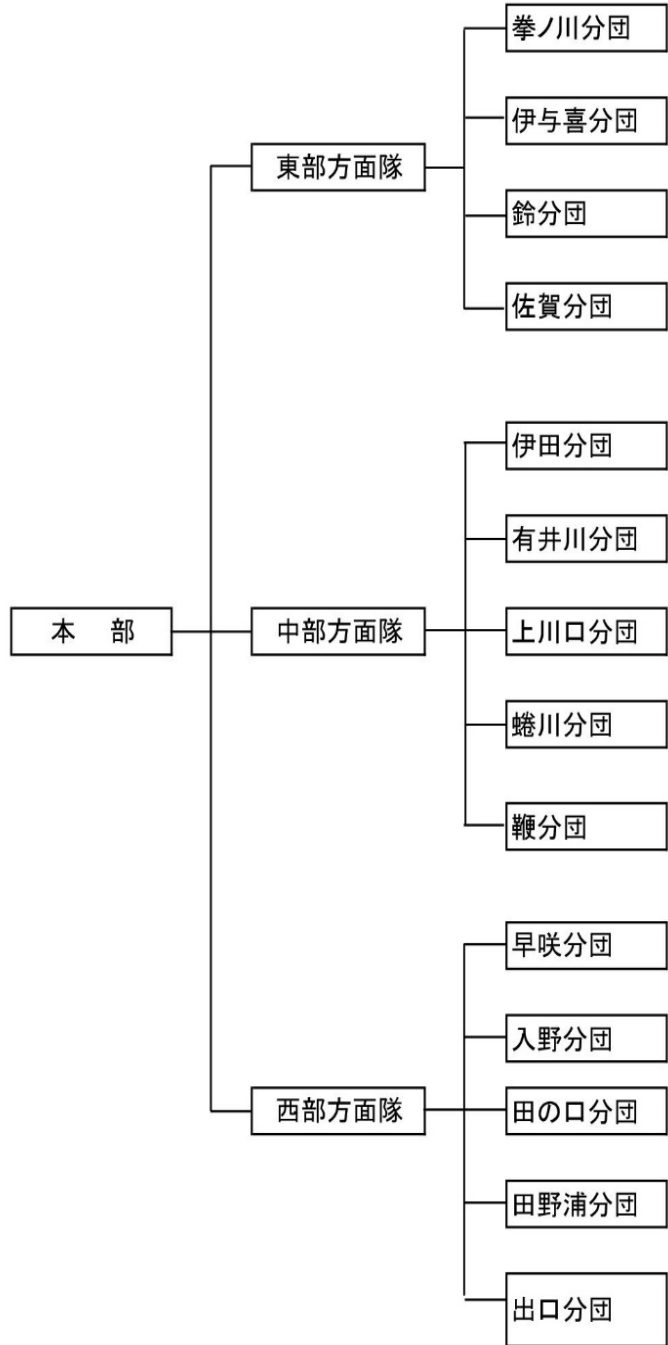 拳ノ川分団
伊与喜分団
東部方面隊
鈴分団
佐賀分団
伊田分団
有井川分団
本　部
中部方面隊
上川口分団
蜷川分団
鞭分団
早咲分団
入野分団
西部方面隊
田の口分団
田野浦分団
出口分団